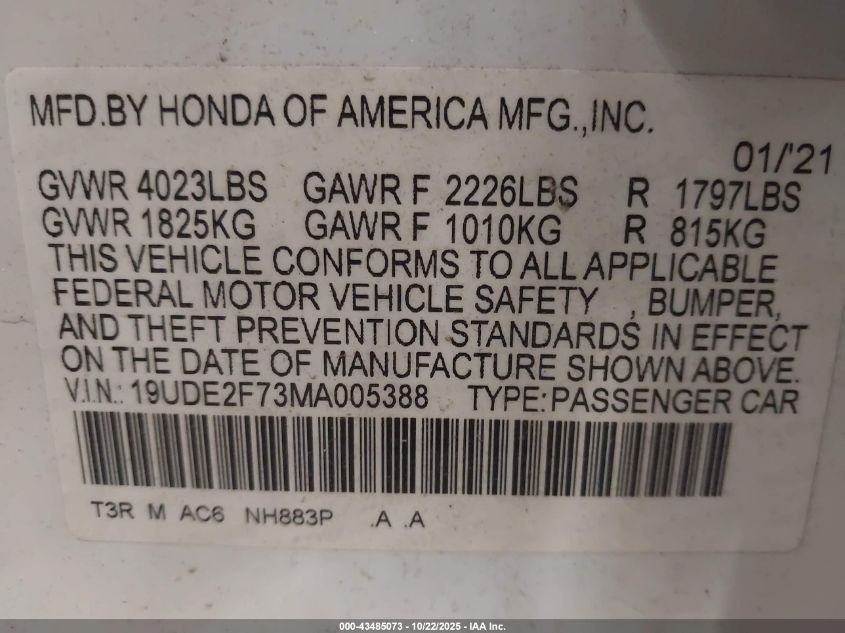 MFD.BY HONDA OF AMERICA MFG.,INC.
01/'21
GVWR 4023LBS GAWR F 2226LBS R 1797LBS
GVWR 1825KG GAWR F 1010KG R 815KG
THIS VEHICLE CONFORMS TO ALL APPLICABLE
FEDERAL MOTOR VEHICLE SAFETY , BUMPER,
AND THEFT PREVENTION STANDARDS IN EFFECT
ON THE DATE OF MANUFACTURE SHOWN ABOVE.
V.I.N.: 19UDE2F73MA005388 TYPE:PASSENGER CAR
T3R M AC6 NH883P .A .A
000-43485073 - 10/22/2025 - IAA Inc.